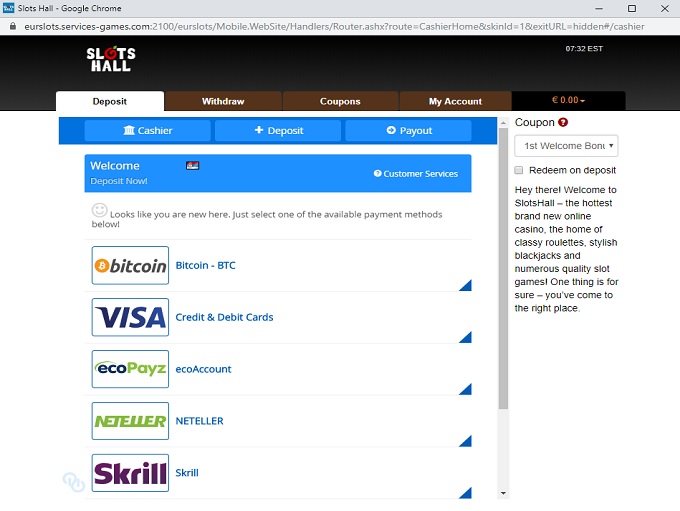 Slots Hall - Google Chrome
eurslots.services-games.com:2100/eurslots/Mobile.WebSite/Handlers/Router.ashx?route=CashierHome&skinId=1&exitURL=hidden#/cashier
SLOTS
HALL
07:32 EST
Deposit
Withdraw
Coupons
My Account
€ 0.00
Cashier
Deposit
Payout
Welcome
Deposit Now!
Customer Services
Looks like you are new here. Just select one of the available payment methods
below!
bitcoin
Bitcoin - BTC
VISA
Credit & Debit Cards
ecoPayz
ecoAccount
NETELLER
NETELLER
Skrill
Skrill
Coupon
1st Welcome Bonu
Redeem on deposit
Hey there! Welcome to
SlotsHall – the hottest
brand new online
casino, the home of
classy roulettes, stylish
blackjacks and
numerous quality slot
games! One thing is for
sure – you've come to
the right place.